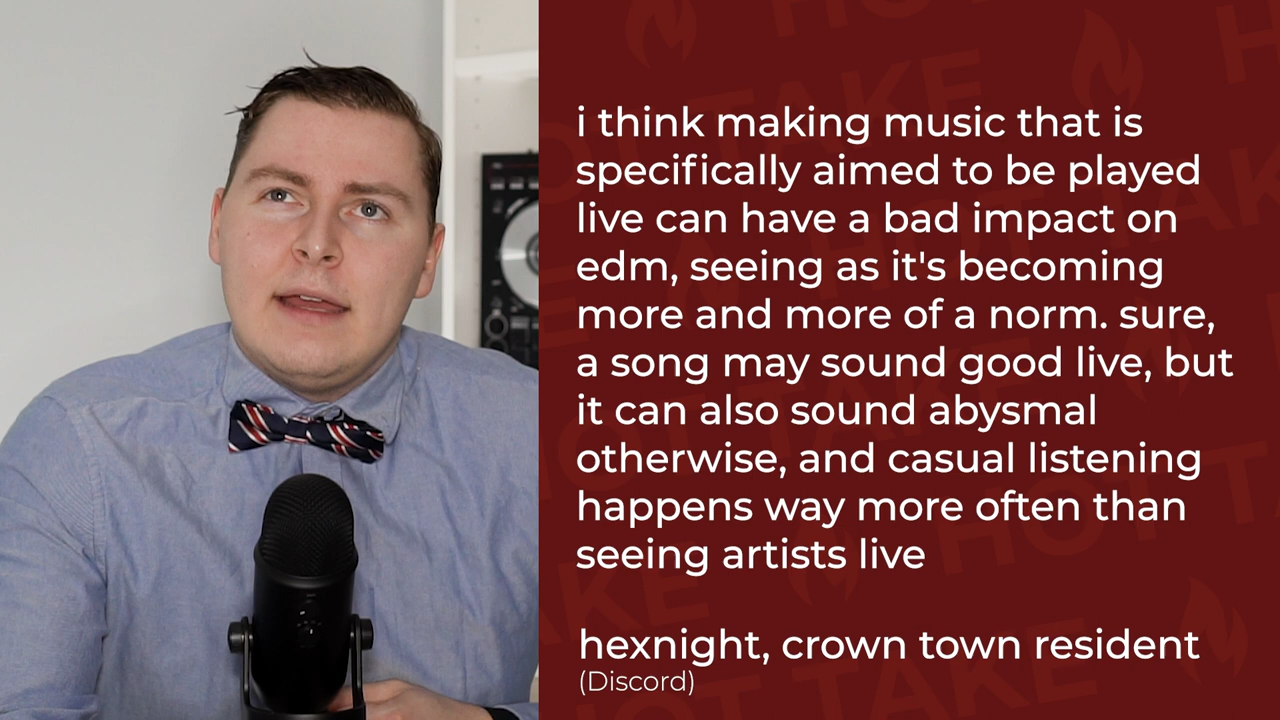 i think making music that is
specifically aimed to be played
live can have a bad impact on
edm, seeing as it's becoming
more and more of a norm. sure,
a song may sound good live, but
it can also sound abysmal
otherwise, and casual listening
happens way more often than
seeing artists live
hexnight, crown town resident
(Discord)
HOT TAKE